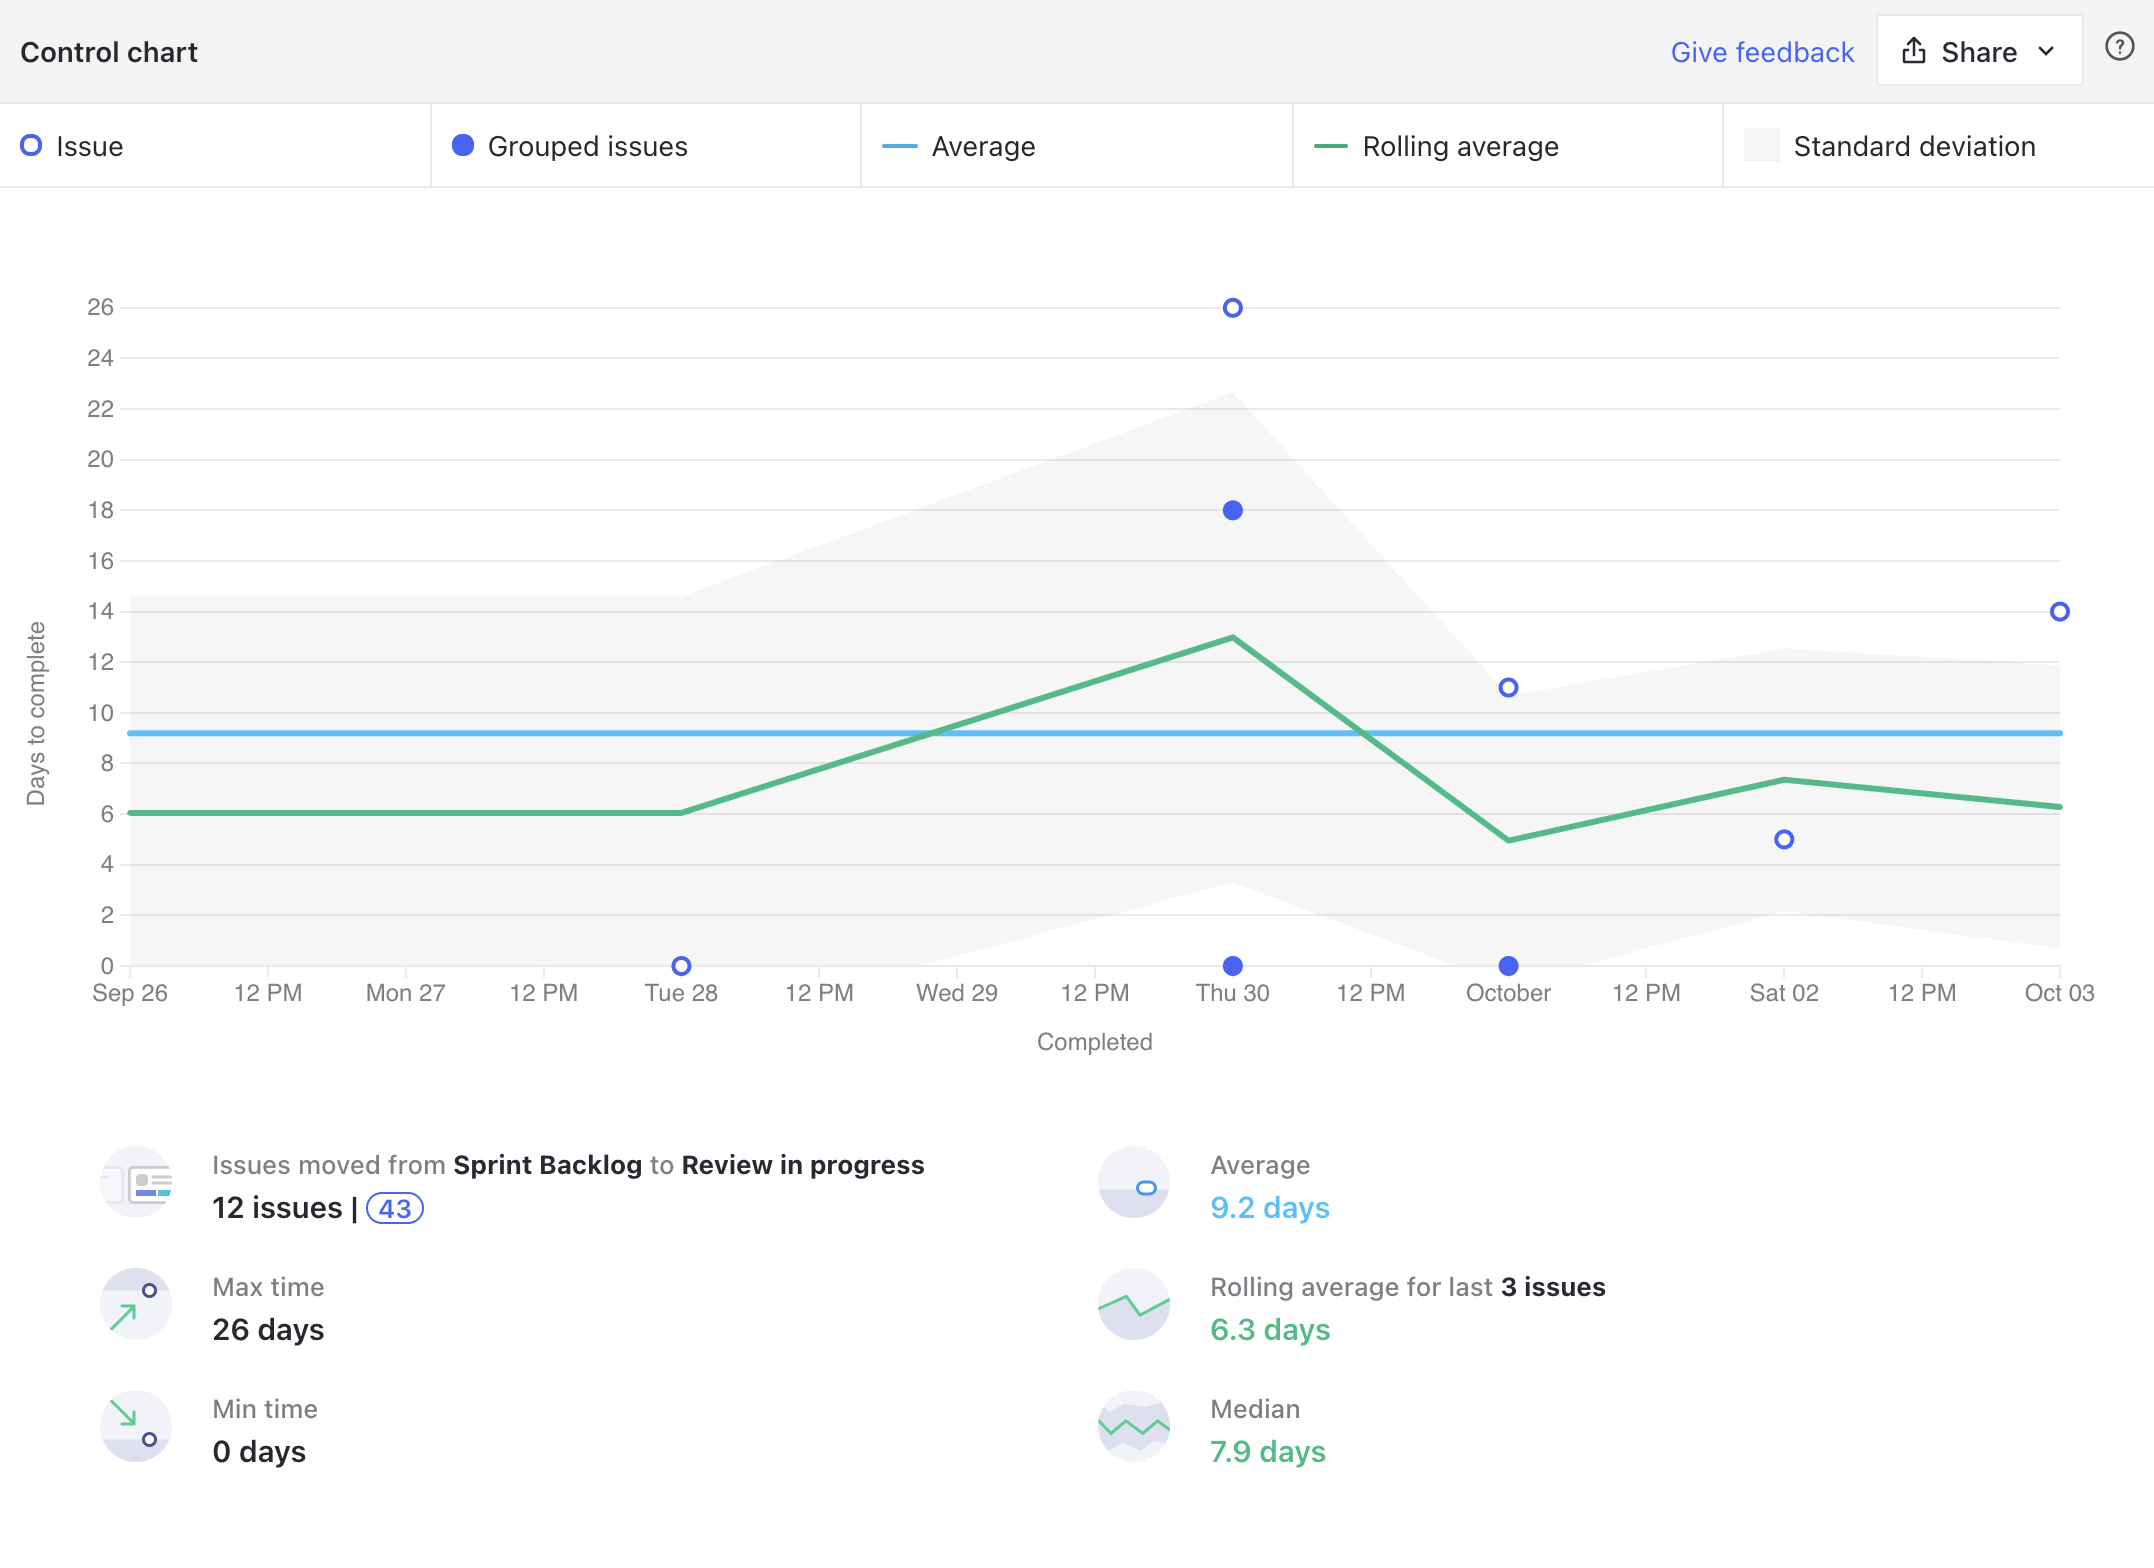 Control chart
Give feedback
Share
?
Issue
Grouped issues
Average
Rolling average
Standard deviation
26
24
22
20
18
16
14
12
10
8
6
4
2
0
Days to complete
Sep 26 12 PM Mon 27 12 PM Tue 28 12 PM Wed 29 12 PM Thu 30 12 PM October 12 PM Sat 02 12 PM Oct 03
Completed
Issues moved from Sprint Backlog to Review in progress
12 issues | 43
Average
9.2 days
Max time
26 days
Rolling average for last 3 issues
6.3 days
Min time
0 days
Median
7.9 days